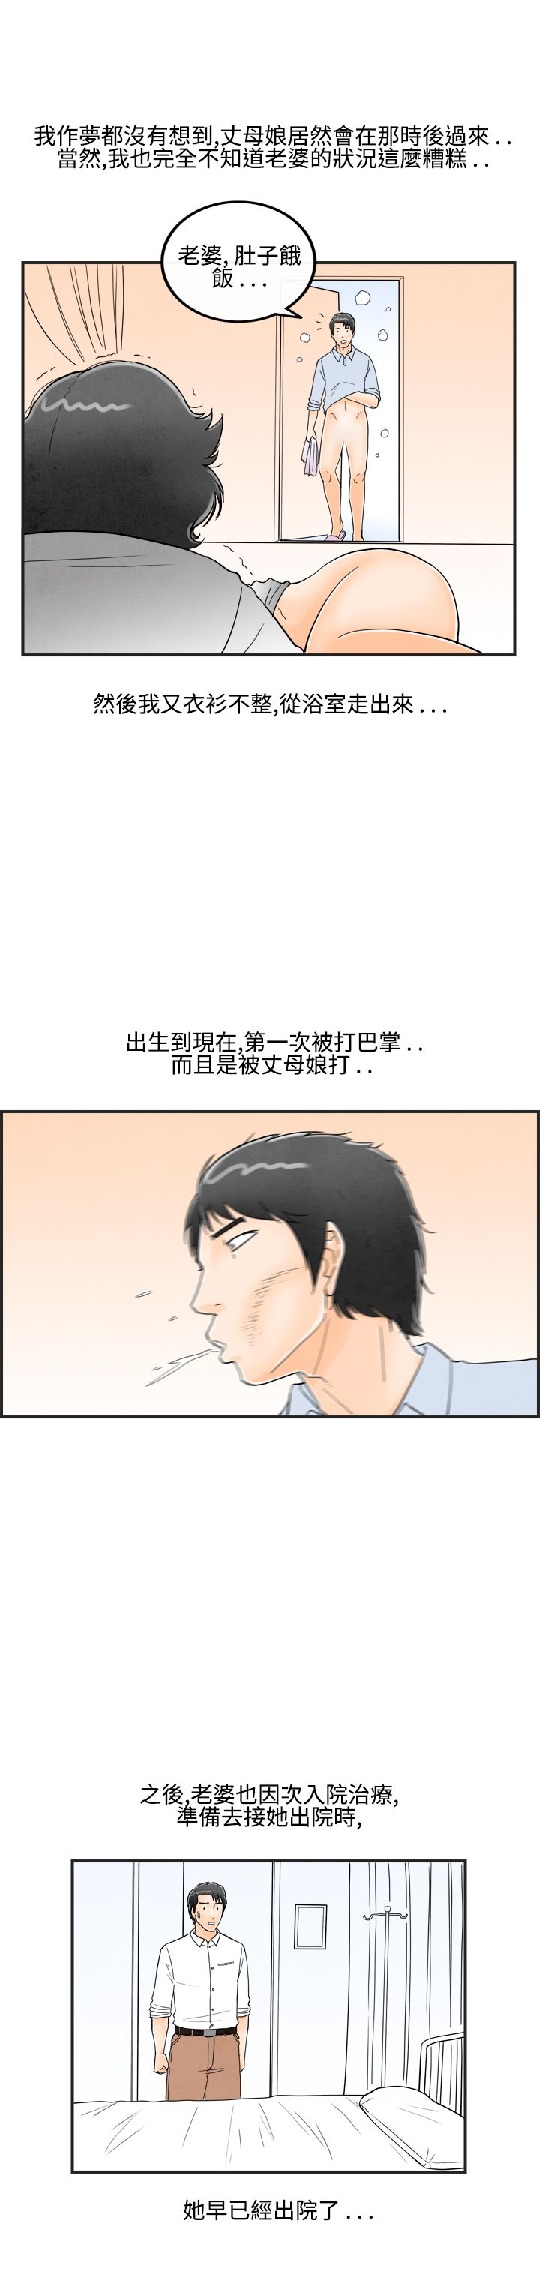 我作夢都沒有想到,丈母娘居然會在那時後過來 . .
當然,我也完全不知道老婆的狀況這麼糟糕 . .
老婆, 肚子餓
飯 . . .
然後我又衣衫不整,從浴室走出來 . . .
出生到現在,第一次被打巴掌 . .
而且是被丈母娘打 . .
之後,老婆也因次入院治療,
準備去接她出院時,
她早已經出院了 . . .